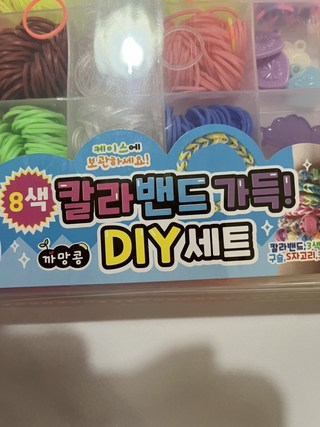 케이스에
보관하세요!
8색
칼라밴드 가득!
DIY세트
까망콩
칼라밴드,3색
구슬,S자고리,